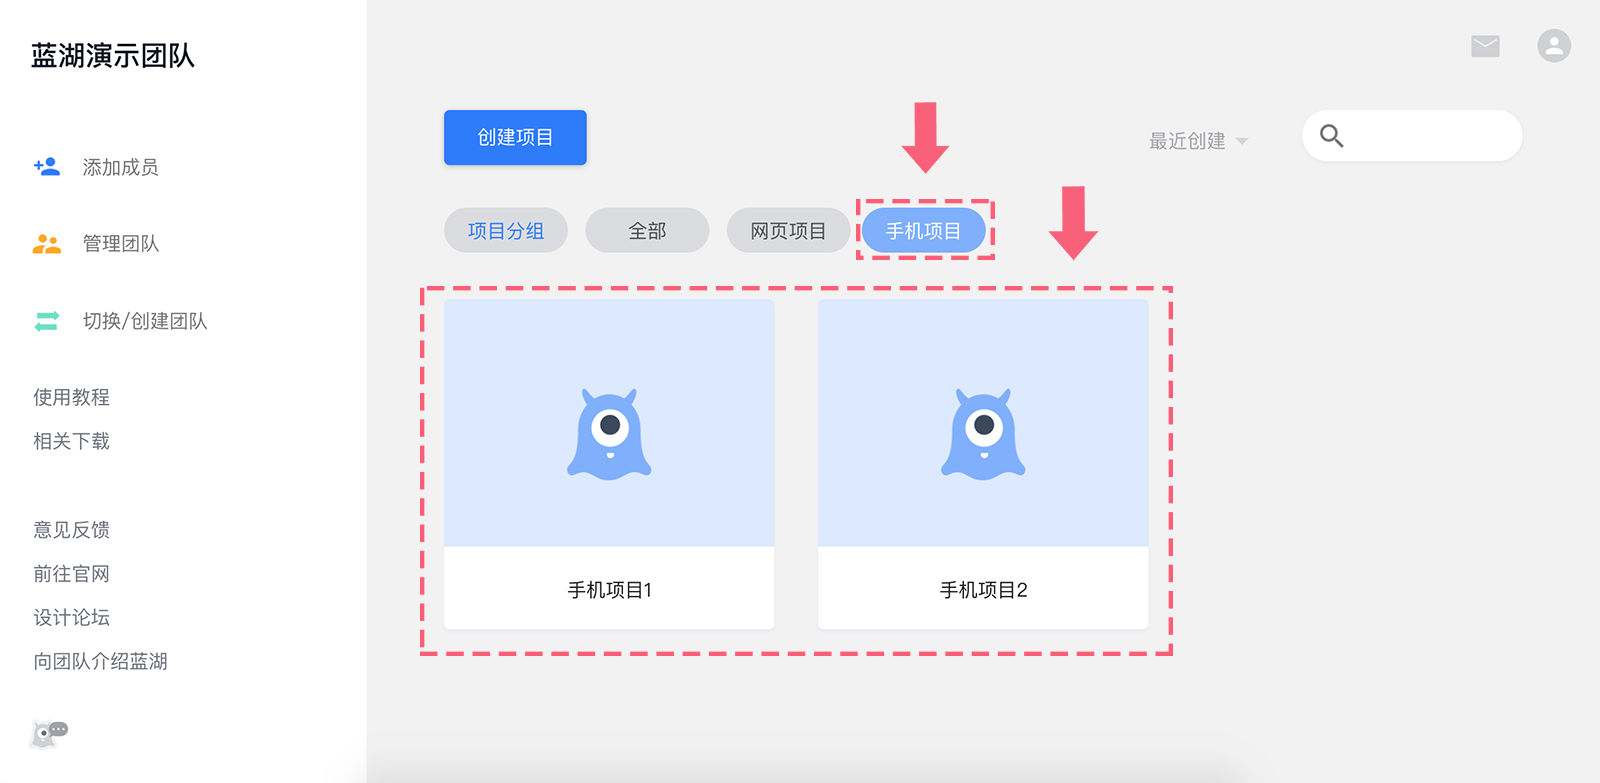 蓝湖演示团队
添加成员
管理团队
切换/创建团队
使用教程
相关下载
意见反馈
前往官网
设计论坛
向团队介绍蓝湖
创建项目
最近创建
项目分组
全部
网页项目
手机项目
手机项目1
手机项目2